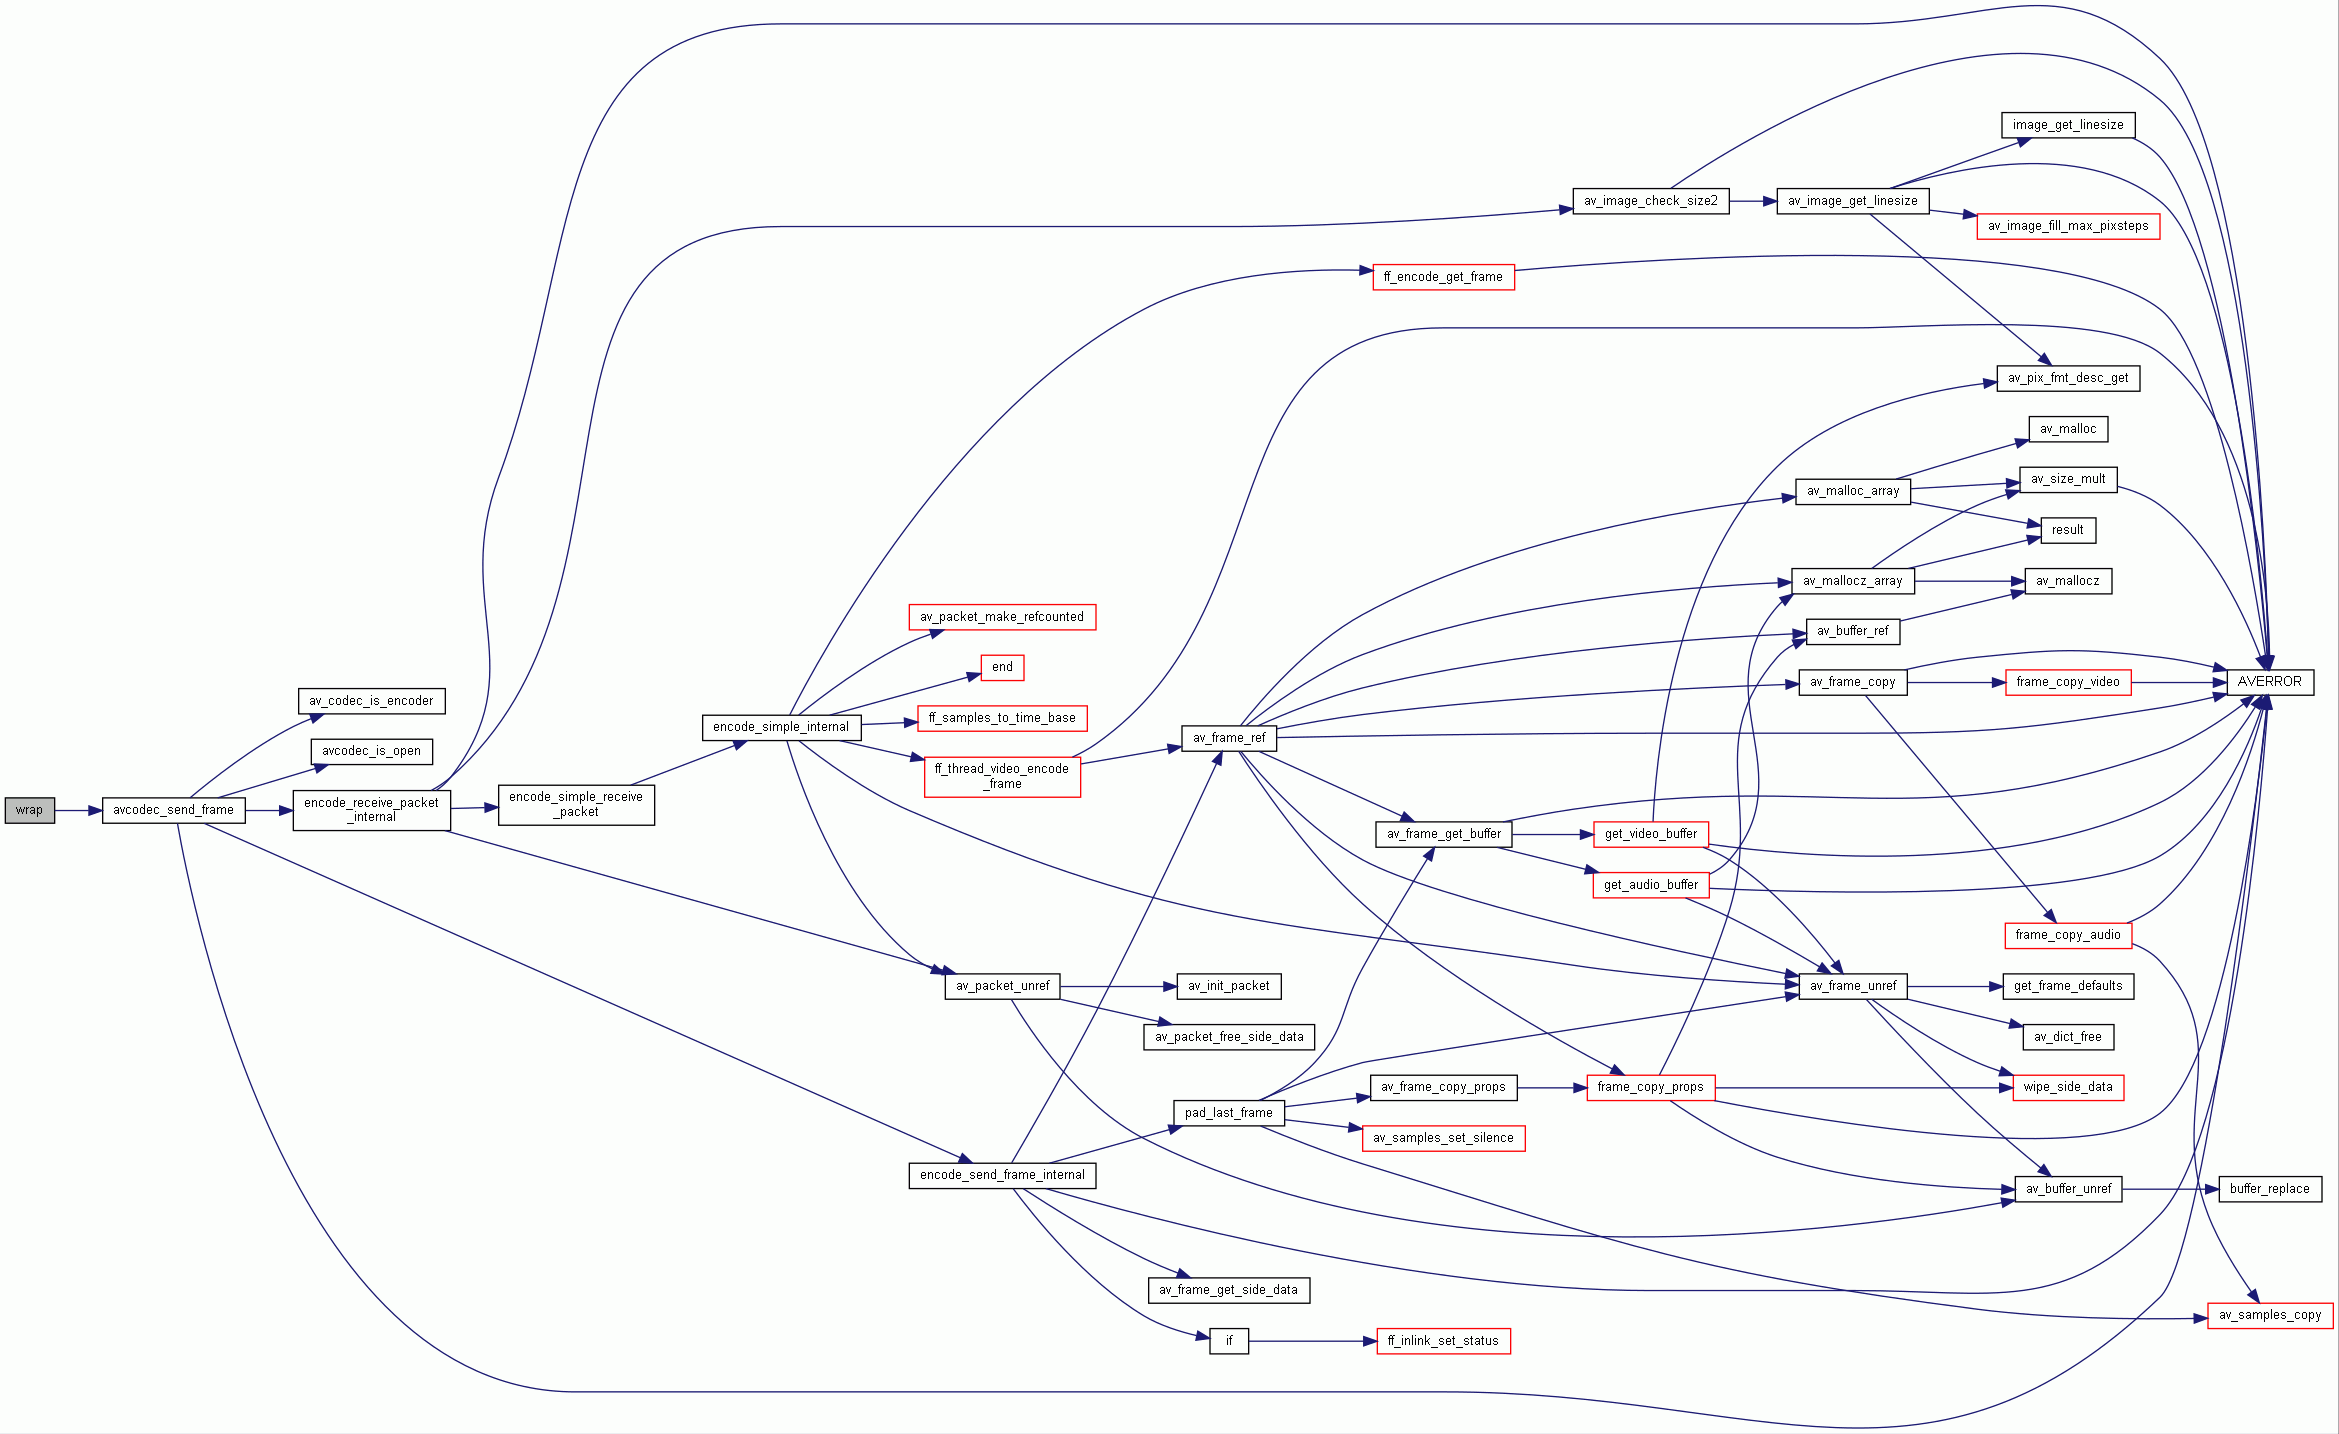 wrap
avcodec_send_frame
av_codec_is_encoder
avcodec_is_open
encode_receive_packet
_internal
encode_simple_receive
_packet
encode_simple_internal
av_packet_make_refcounted
end
ff_samples_to_time_base
ff_thread_video_encode
_frame
av_packet_unref
encode_send_frame_internal
av_frame_ref
av_init_packet
av_packet_free_side_data
pad_last_frame
av_frame_get_side_data
if
ff_encode_get_frame
av_frame_get_buffer
av_frame_copy_props
av_samples_set_silence
ff_inlink_set_status
av_image_check_size2
get_video_buffer
get_audio_buffer
frame_copy_props
av_image_get_linesize
av_malloc_array
av_mallocz_array
av_buffer_ref
av_frame_copy
av_frame_unref
image_get_linesize
av_image_fill_max_pixsteps
av_pix_fmt_desc_get
av_malloc
av_size_mult
result
av_mallocz
frame_copy_video
frame_copy_audio
get_frame_defaults
av_dict_free
wipe_side_data
av_buffer_unref
AVERROR
buffer_replace
av_samples_copy